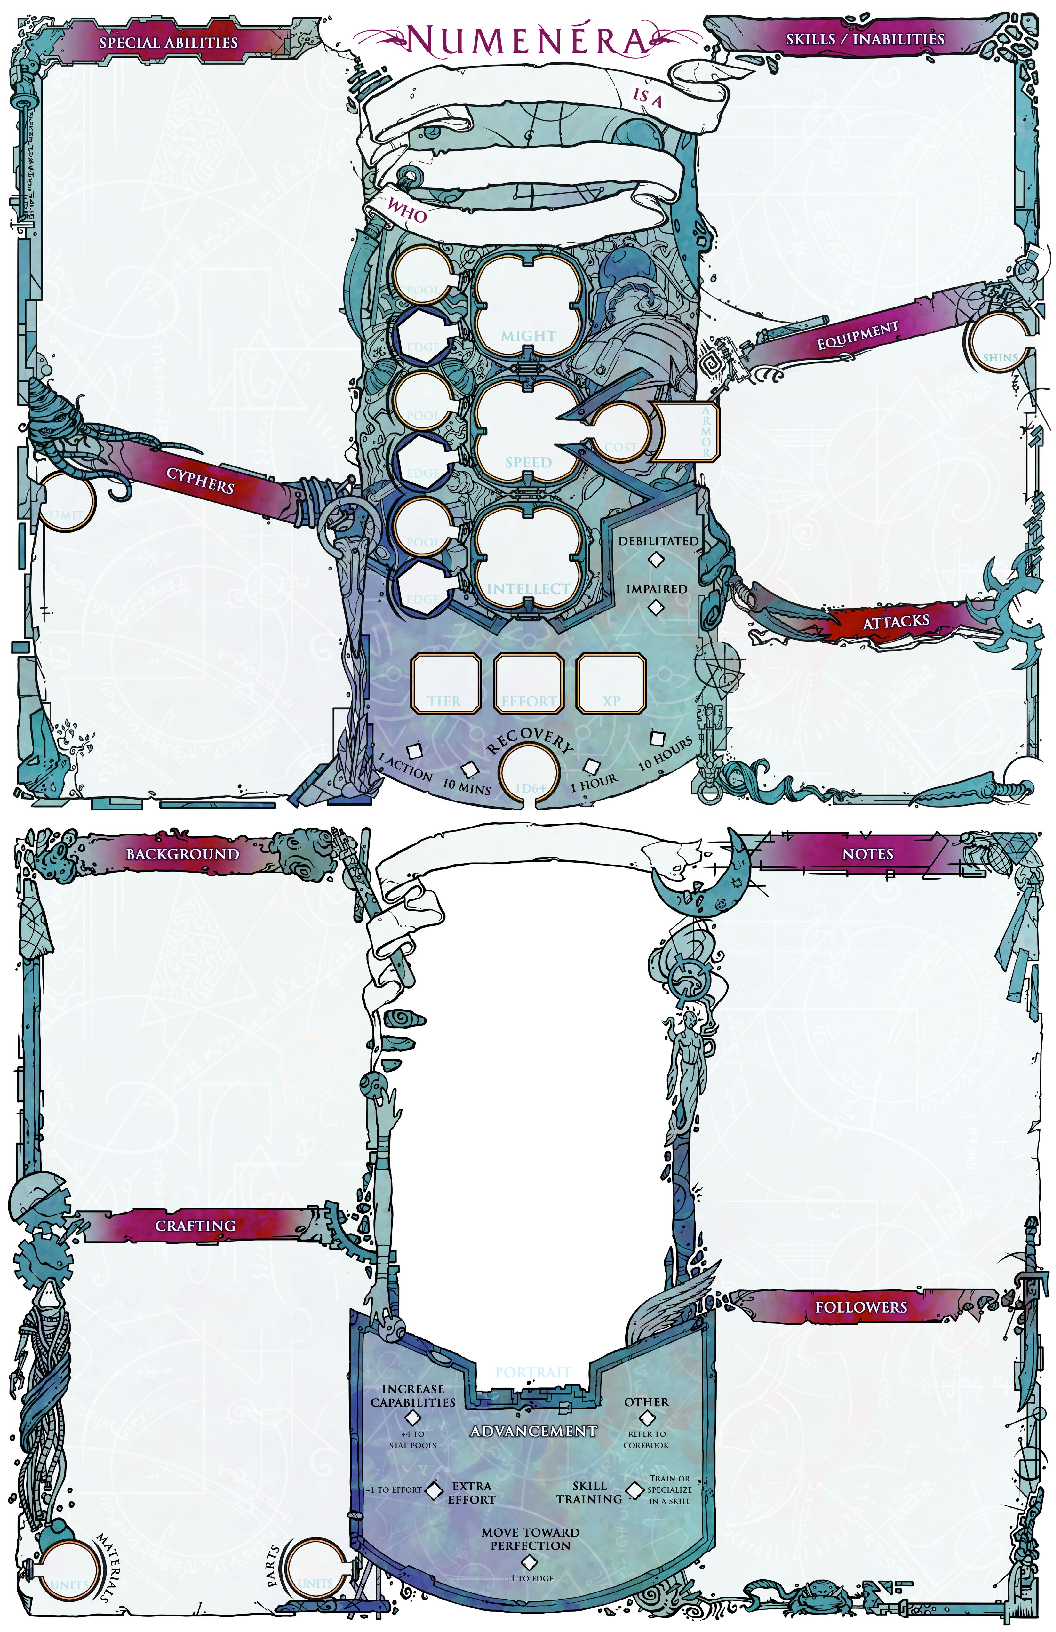 SPECIAL ABILITIES
NUMENÉRA
SKILLS / INABILITIES
IS A
WHO
POOL
EDGE
MIGHT
EQUIPMENT
SHINS
POOL
EDGE
SPEED
COST
ARMOR
CYPHERS
LIMIT
POOL
EDGE
INTELLECT
DEBILITATED
IMPAIRED
ATTACKS
TIER
EFFORT
XP
RECOVERY
1 ACTION
10 MINS
1D6+
1 HOUR
10 HOURS
BACKGROUND
NOTES
CRAFTING
FOLLOWERS
PORTRAIT
INCREASE
CAPABILITIES
+4 TO
STAT POOLS
ADVANCEMENT
OTHER
REFER TO
COREBOOK
+1 TO EFFORT
EXTRA
EFFORT
SKILL
TRAINING
TRAIN OR
SPECIALIZE
IN A SKILL
MOVE TOWARD
PERFECTION
+1 TO EDGE
UNITS
MATERIALS
PARTS
UNITS